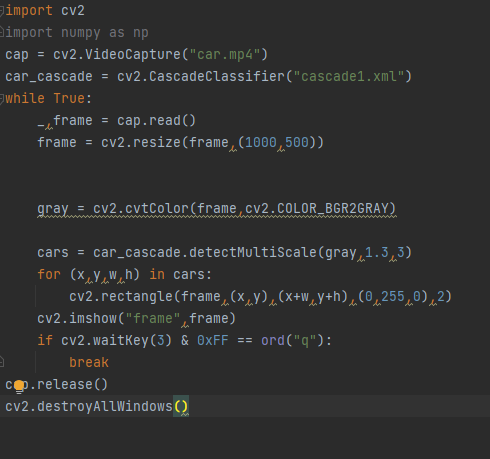 import cv2
import numpy as np
cap = cv2.VideoCapture("car.mp4")
car_cascade = cv2.CascadeClassifier("cascade1.xml")
while True:
    _,frame = cap.read()
    frame = cv2.resize(frame,(1000,500))
    gray = cv2.cvtColor(frame,cv2.COLOR_BGR2GRAY)
    cars = car_cascade.detectMultiScale(gray,1.3,3)
    for (x,y,w,h) in cars:
        cv2.rectangle(frame,(x,y),(x+w,y+h),(0,255,0),2)
    cv2.imshow("frame",frame)
    if cv2.waitKey(3) & 0xFF == ord("q"):
        break
cap.release()
cv2.destroyAllWindows()